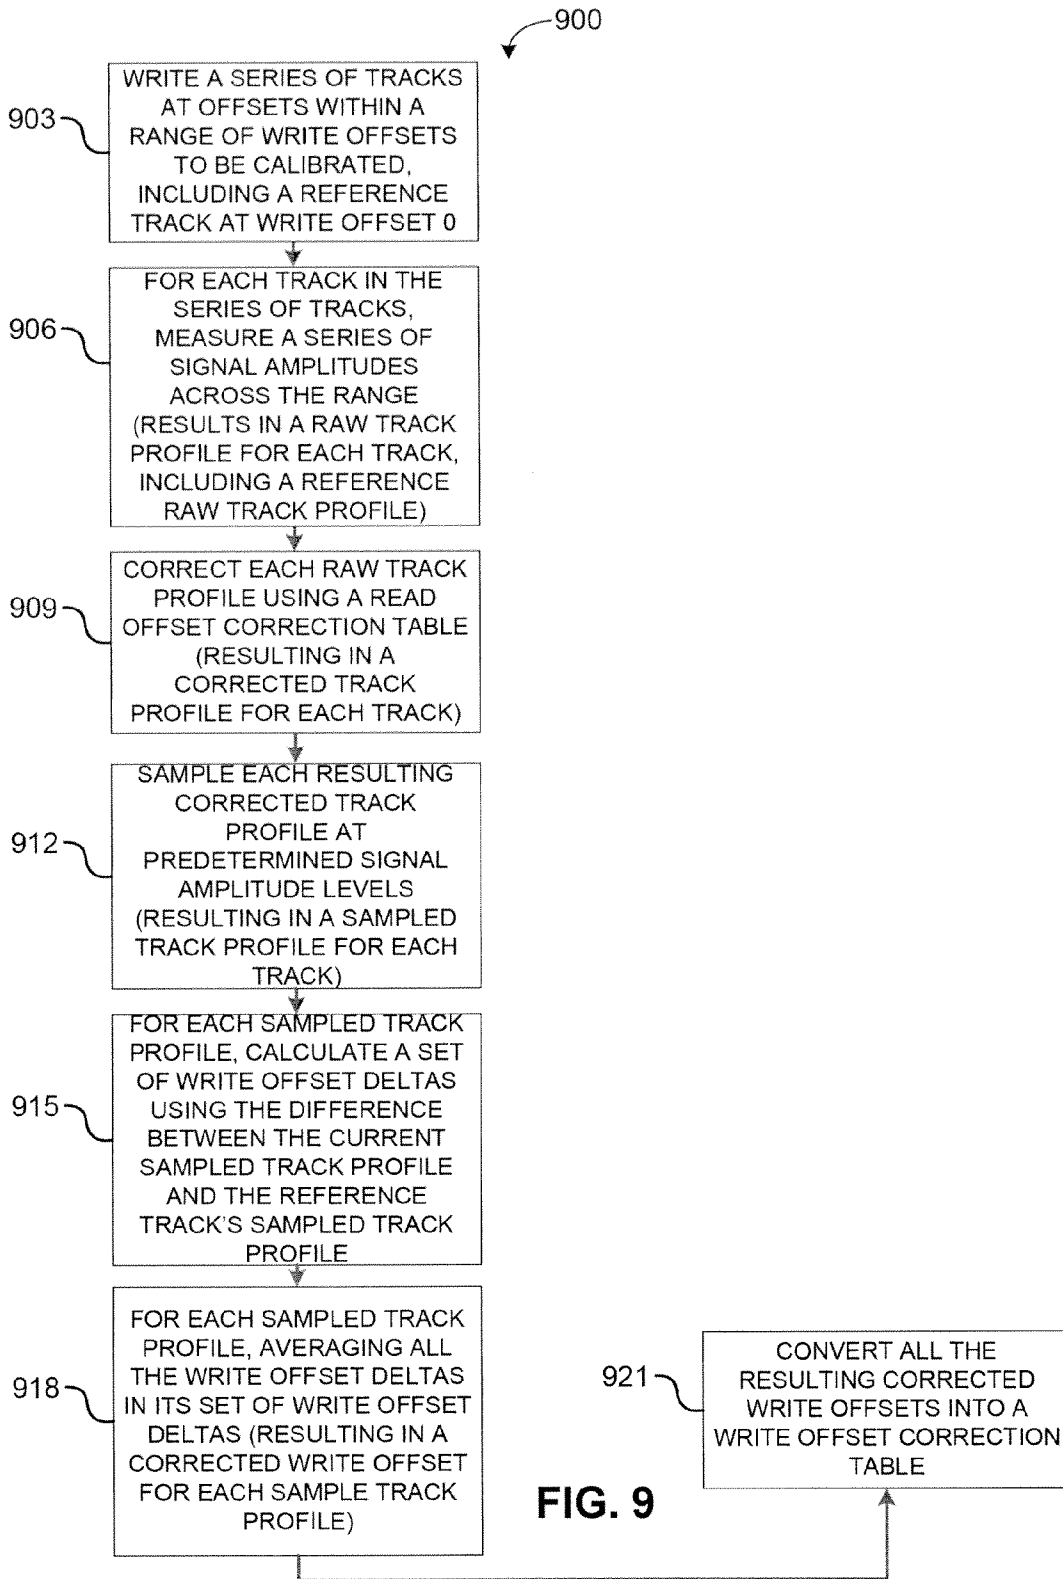 900
903
WRITE A SERIES OF TRACKS
AT OFFSETS WITHIN A
RANGE OF WRITE OFFSETS
TO BE CALIBRATED,
INCLUDING A REFERENCE
TRACK AT WRITE OFFSET 0
906
FOR EACH TRACK IN THE
SERIES OF TRACKS,
MEASURE A SERIES OF
SIGNAL AMPLITUDES
ACROSS THE RANGE
(RESULTS IN A RAW TRACK
PROFILE FOR EACH TRACK,
INCLUDING A REFERENCE
RAW TRACK PROFILE)
909
CORRECT EACH RAW TRACK
PROFILE USING A READ
OFFSET CORRECTION TABLE
(RESULTING IN A
CORRECTED TRACK
PROFILE FOR EACH TRACK)
912
SAMPLE EACH RESULTING
CORRECTED TRACK
PROFILE AT
PREDETERMINED SIGNAL
AMPLITUDE LEVELS
(RESULTING IN A SAMPLED
TRACK PROFILE FOR EACH
TRACK)
915
FOR EACH SAMPLED TRACK
PROFILE, CALCULATE A SET
OF WRITE OFFSET DELTAS
USING THE DIFFERENCE
BETWEEN THE CURRENT
SAMPLED TRACK PROFILE
AND THE REFERENCE
TRACK'S SAMPLED TRACK
PROFILE
918
FOR EACH SAMPLED TRACK
PROFILE, AVERAGING ALL
THE WRITE OFFSET DELTAS
IN ITS SET OF WRITE OFFSET
DELTAS (RESULTING IN A
CORRECTED WRITE OFFSET
FOR EACH SAMPLE TRACK
PROFILE)
921
CONVERT ALL THE
RESULTING CORRECTED
WRITE OFFSETS INTO A
WRITE OFFSET CORRECTION
TABLE
FIG. 9